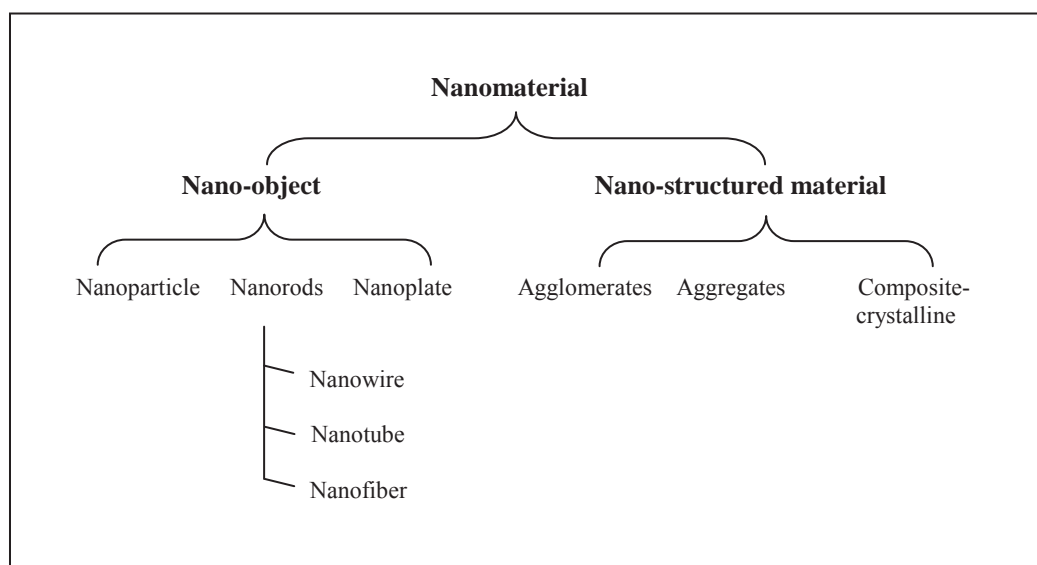 Nanomaterial
Nano-object
Nano-structured material
Nanoparticle
Nanorods
Nanoplate
Agglomerates
Aggregates
Composite-
crystalline
Nanowire
Nanotube
Nanofiber